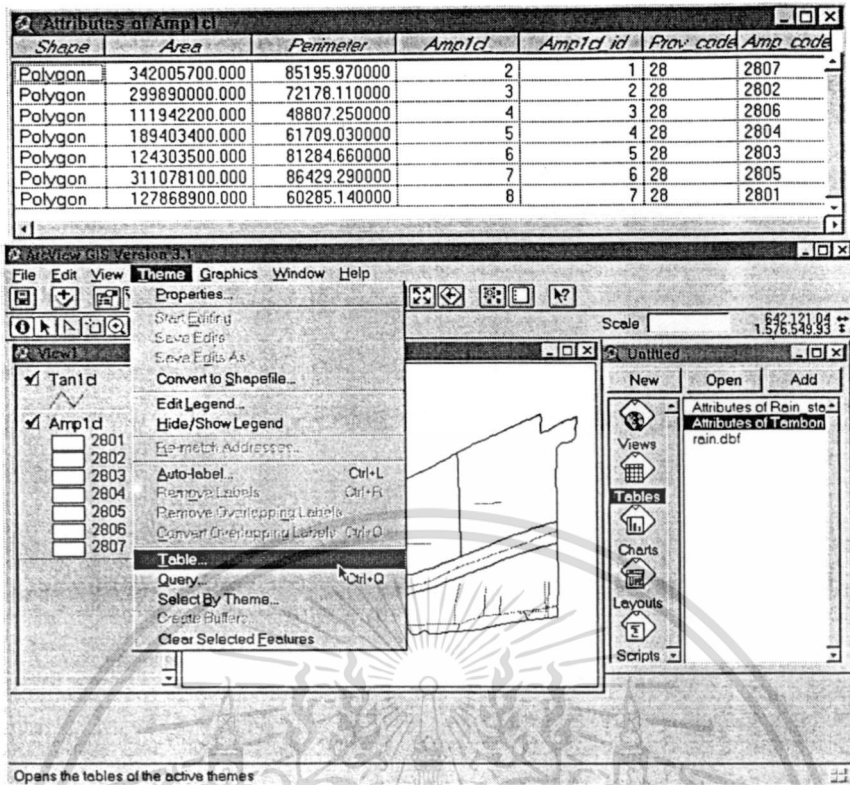 Attributes of Amp1cl
Shape Area Perimeter Amp1cl Amp1cl id Prov code Amp code
Polygon 342005700.000 85195.970000 2 1 28 2807
Polygon 299890000.000 72178.110000 3 2 28 2802
Polygon 111942200.000 48807.250000 4 3 28 2806
Polygon 189403400.000 61709.030000 5 4 28 2804
Polygon 124303500.000 81284.660000 6 5 28 2803
Polygon 311078100.000 86429.290000 7 6 28 2805
Polygon 127868900.000 60285.140000 8 7 28 2801
ArcView GIS Version 3.1
File Edit View Theme Graphics Window Help
Properties...
Start Editing
Save Edits
Save Edits As
Convert to Shapefile...
Edit Legend...
Hide/Show Legend
Re-match Addresses...
Auto-label... Ctrl+L
Remove Labels Ctrl+R
Remove Overlapping Labels
Convert Overlapping Labels Ctrl+O
Table...
Query... Ctrl+Q
Select By Theme...
Create Buffers...
Clear Selected Features
Scale 642,121.04
1,576,549.93
View1
Tan1cl
Amp1cl
2801
2802
2803
2804
2805
2806
2807
Untitled
New Open Add
Views
Tables
Charts
Layouts
Scripts
Attributes of Rain_sta
Attributes of Tambon
rain.dbf
Opens the tables of the active themes